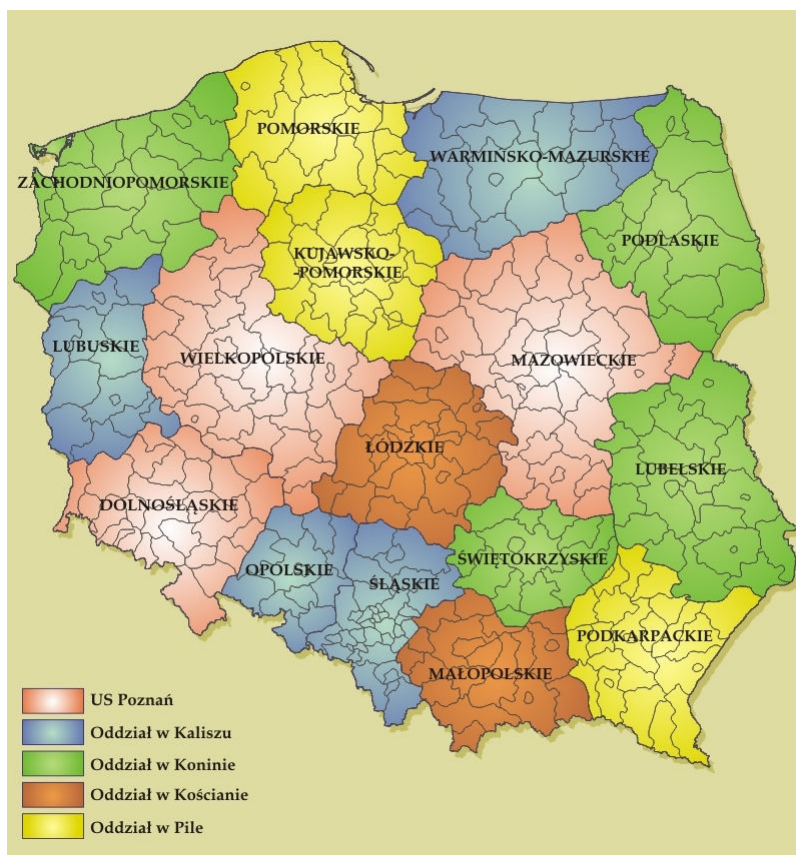 POMORSKIE
WARMIŃSKO-MAZURSKIE
ZACHODNIOPOMORSKIE
PODLASKIE
KUJAWSKO-
-POMORSKIE
LUBUSKIE
WIELKOPOLSKIE
MAZOWIECKIE
ŁÓDZKIE
LUBELSKIE
DOLNOŚLĄSKIE
OPOLSKIE
ŚLĄSKIE
ŚWIĘTOKRZYSKIE
PODKARPACKIE
MAŁOPOLSKIE
US Poznań
Oddział w Kaliszu
Oddział w Koninie
Oddział w Kościanie
Oddział w Pile